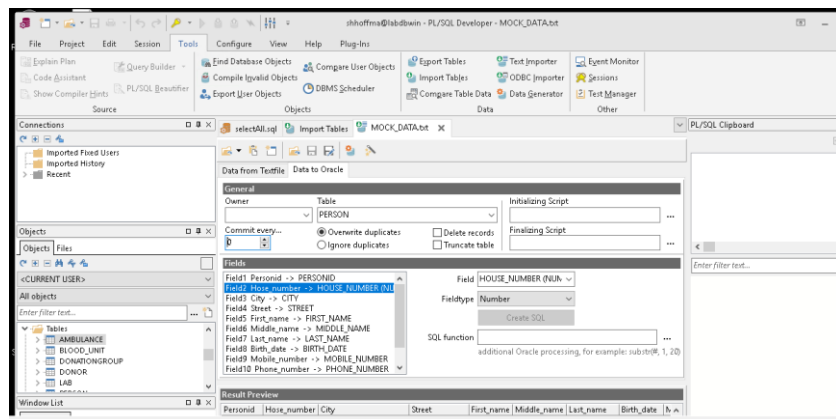 shhoffma@labdbwin - PL/SQL Developer - MOCK_DATA.txt
File Project Edit Session Tools Configure View Help Plug-Ins
Explain Plan
Code Assistant
Show Compiler Hints
Query Builder
PL/SQL Beautifier
Source
Find Database Objects
Compile Invalid Objects
Export User Objects
Compare User Objects
DBMS Scheduler
Objects
Export Tables
Import Tables
Compare Table Data
Text Importer
ODBC Importer
Data Generator
Data
Event Monitor
Sessions
Test Manager
Other
Connections
Imported Fixed Users
Imported History
Recent
Objects
Objects Files
<CURRENT USER>
All objects
Enter filter text...
Tables
AMBULANCE
BLOOD_UNIT
DONATIONGROUP
DONOR
LAB
Window List
selectAll.sql Import Tables MOCK_DATA.txt
Data from Textfile Data to Oracle
General
Owner Table Initializing Script
PERSON
Commit every... Overwrite duplicates Delete records Finalizing Script
0 Ignore duplicates Truncate table
Fields
Field1 Personid -> PERSONID
Field2 Hose_number -> HOUSE_NUMBER (NU
Field3 City -> CITY
Field4 Street -> STREET
Field5 First_name -> FIRST_NAME
Field6 Middle_name -> MIDDLE_NAME
Field7 Last_name -> LAST_NAME
Field8 Birth_date -> BIRTH_DATE
Field9 Mobile_number -> MOBILE_NUMBER
Field10 Phone_number -> PHONE_NUMBER
Field HOUSE_NUMBER (NUM
Fieldtype Number
Create SQL
SQL function
additional Oracle processing, for example: substr(#, 1, 20)
Result Preview
Personid Hose_number City Street First_name Middle_name Last_name Birth_date
PL/SQL Clipboard
Enter filter text...